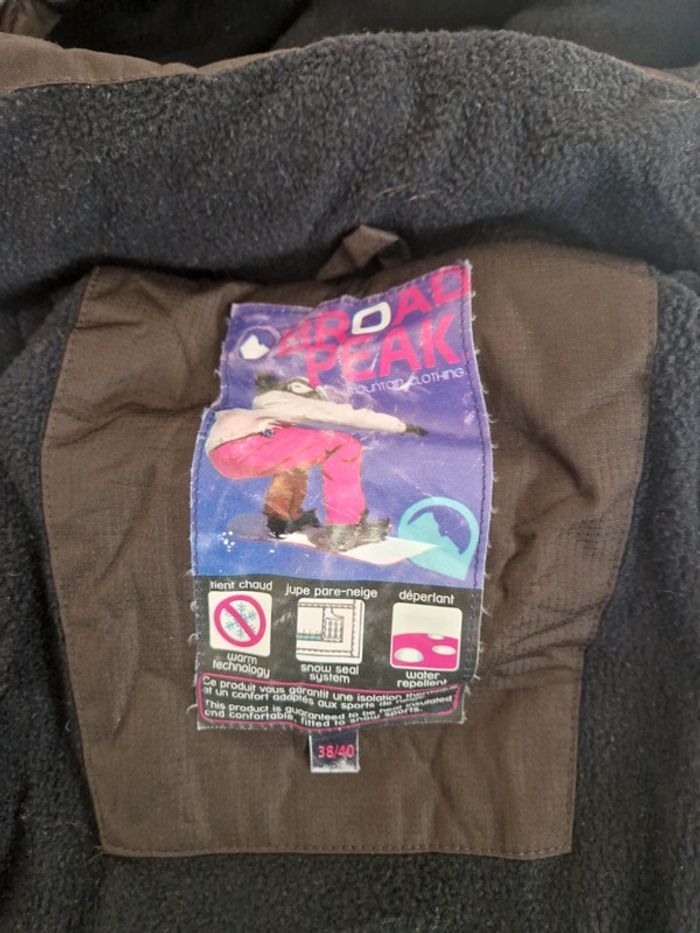 BROAD
PEAK
mountain clothing
tient chaud
jupe pare-neige
déperlant
warm
technology
snow seal
system
water
repellent
Ce produit vous garantit une isolation thermique
et un confort adaptés aux sports de neige.
This product is guaranteed to be heat insulated
and confortable, fitted to snow sports.
38/40